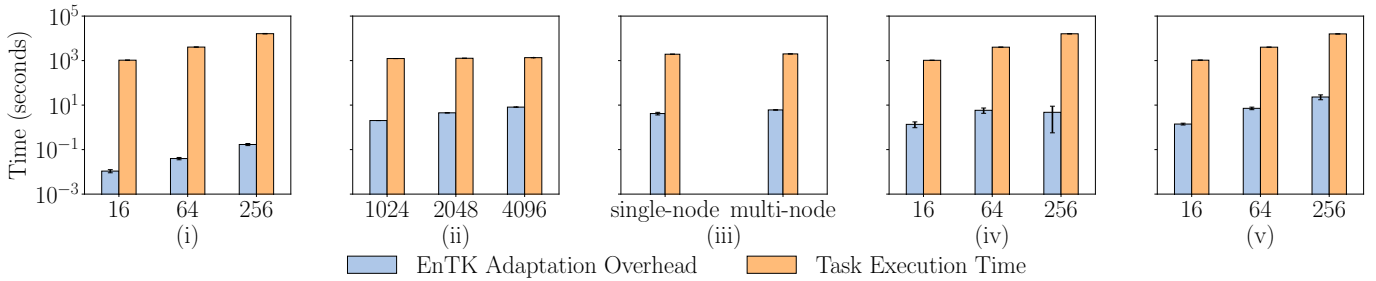 Time (seconds)
10^5
10^3
10^1
10^−1
10^−3
16 64 256
(i)
1024 2048 4096
(ii)
single-node multi-node
(iii)
16 64 256
(iv)
16 64 256
(v)
EnTK Adaptation Overhead
Task Execution Time